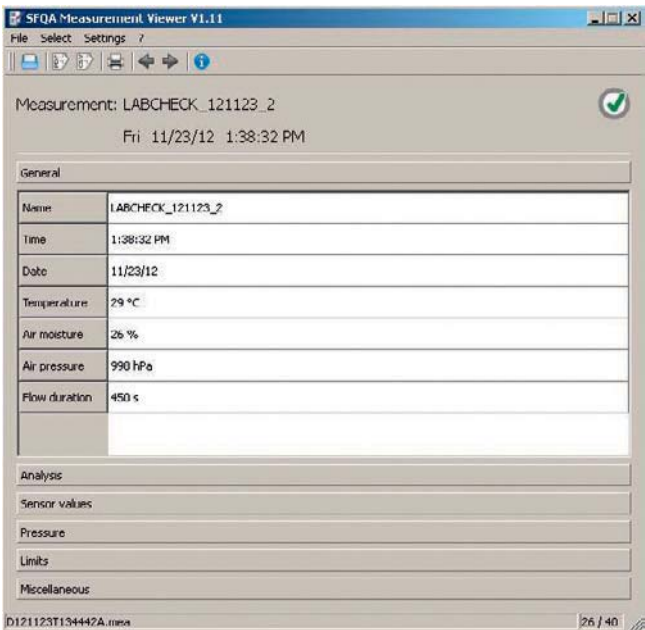 SFQA Measurement Viewer V1.11
File Select Settings ?
Measurement: LABCHECK_121123_2
Fri 11/23/12 1:38:32 PM
General
Name LABCHECK_121123_2
Time 1:38:32 PM
Date 11/23/12
Temperature 29 °C
Air moisture 26 %
Air pressure 990 hPa
Flow duration 450 s
Analysis
Sensor values
Pressure
Limits
Miscellaneous
D121123T134442A.mea 26 / 40